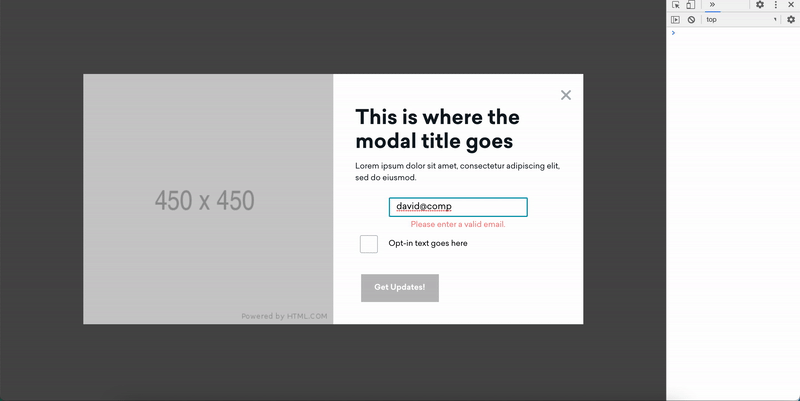 top
450 x 450
Powered by HTML.COM
This is where the
modal title goes
Lorem ipsum dolor sit amet, consectetur adipiscing elit,
sed do eiusmod.
david@comp
Please enter a valid email.
Opt-in text goes here
Get Updates!